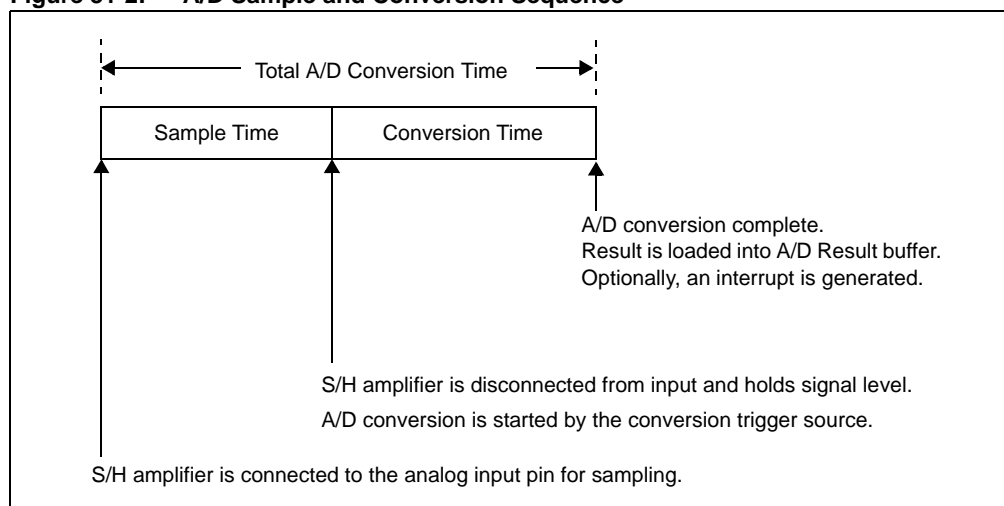 Figure A/D Sample and Conversion Sequence
Total A/D Conversion Time
Sample Time
Conversion Time
A/D conversion complete.
Result is loaded into A/D Result buffer.
Optionally, an interrupt is generated.
S/H amplifier is disconnected from input and holds signal level.
A/D conversion is started by the conversion trigger source.
S/H amplifier is connected to the analog input pin for sampling.